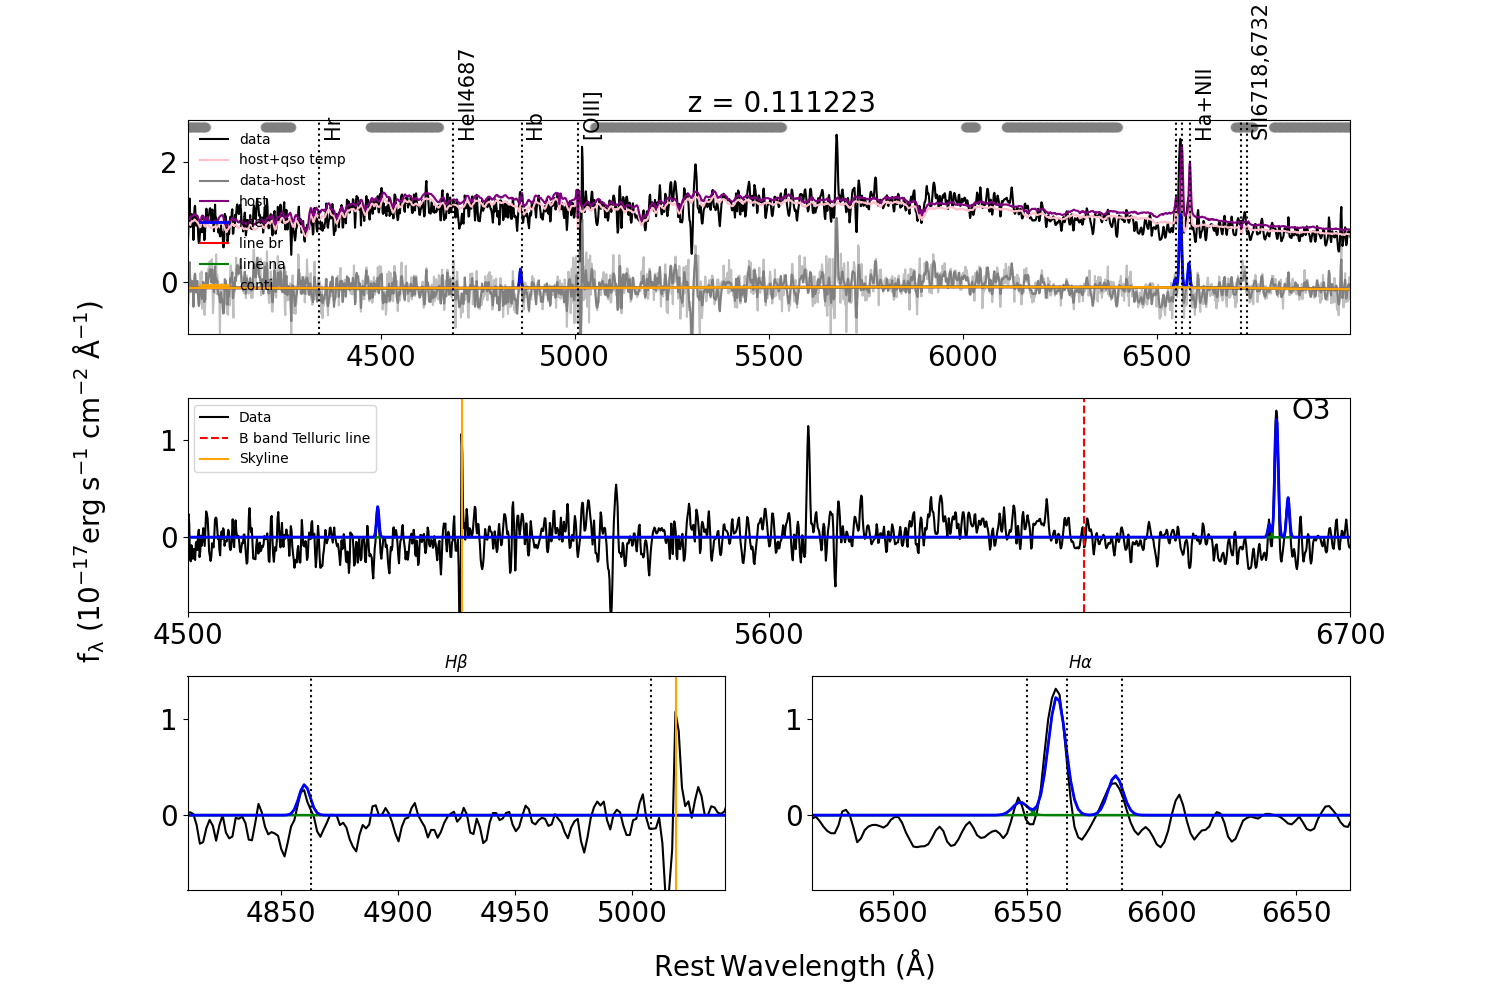 z = 0.111223
Hr
HeII4687
Hb
[OIII]
Ha+NII
SII6718,6732
data
host+qso temp
data-host
host
line br
line na
conti
2
0
4500
5000
5500
6000
6500
O3
Data
B band Telluric line
Skyline
1
0
4500
5600
6700
fλ (10−17erg s−1 cm−2 Å−1)
Hβ
1
0
4850
4900
4950
5000
Hα
1
0
6500
6550
6600
6650
Rest Wavelength (Å)